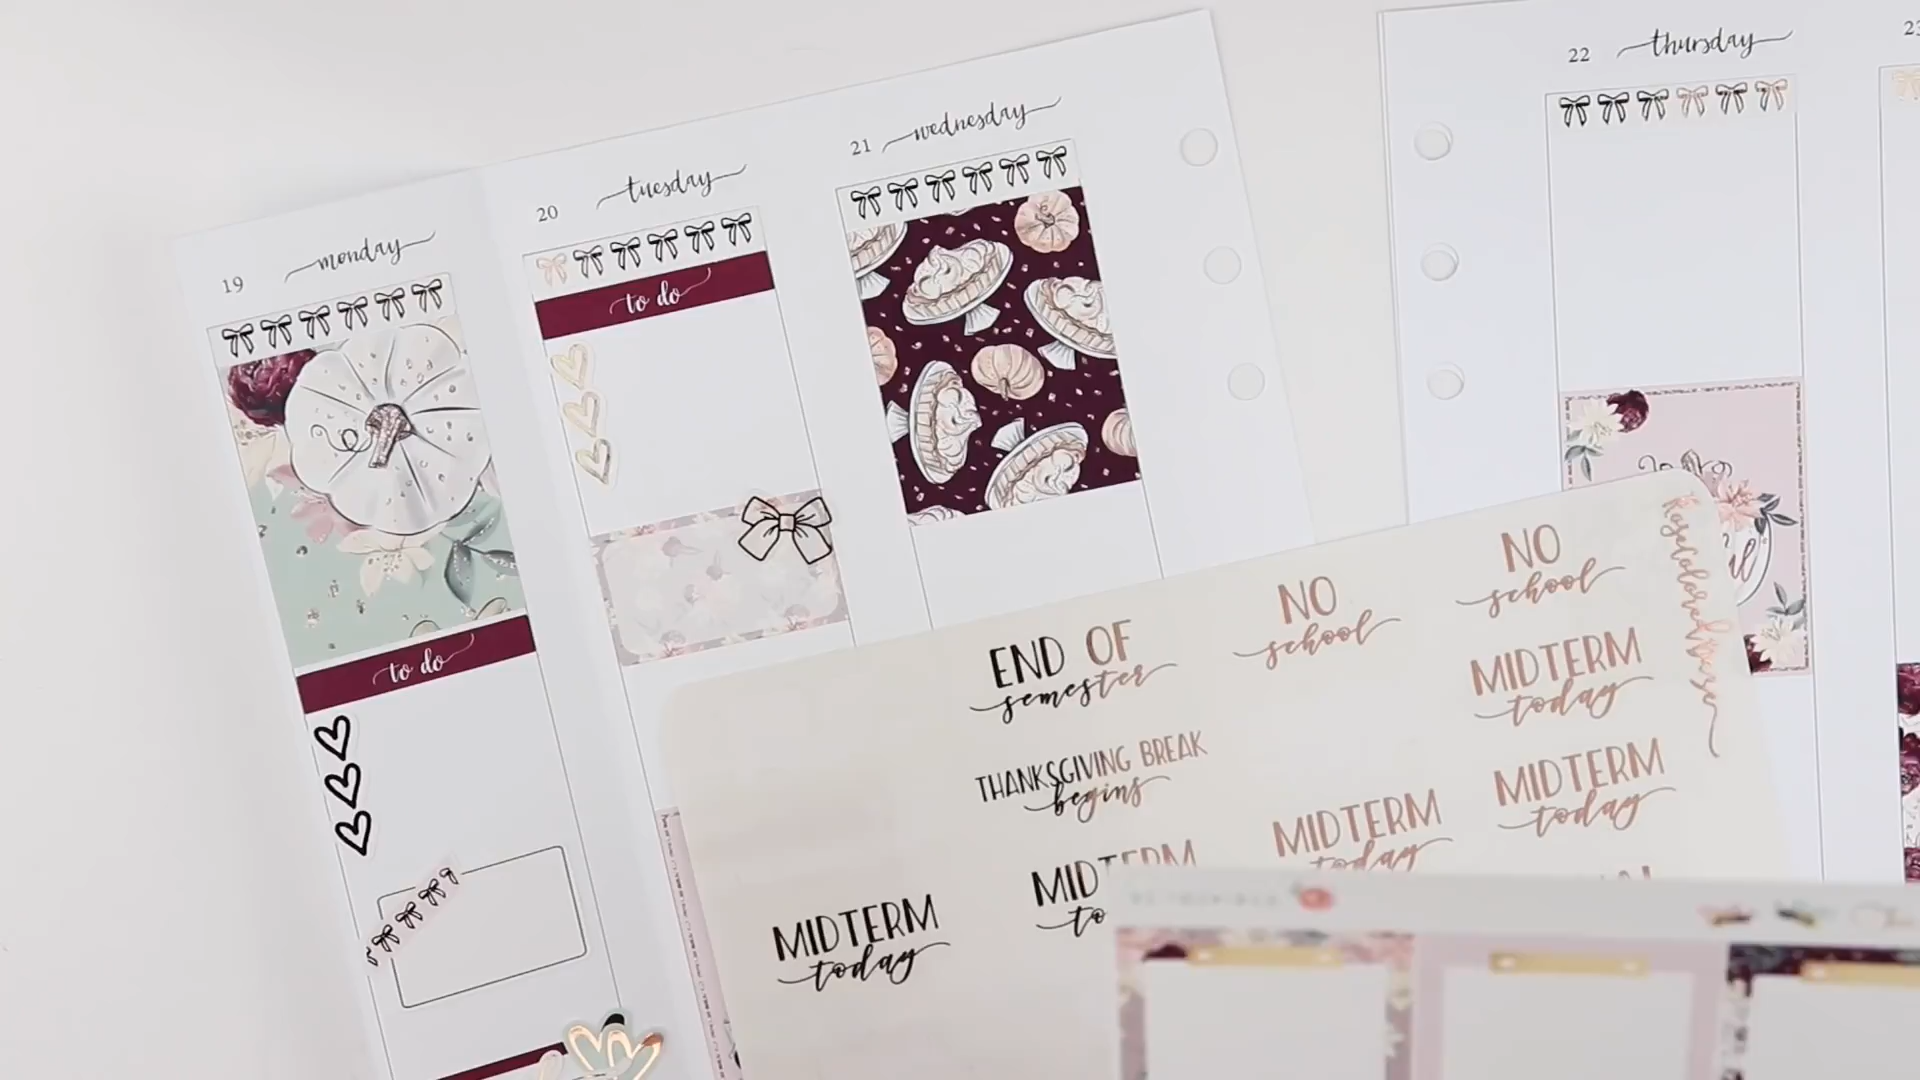 19 monday
20 tuesday
21 wednesday
22 thursday
to do
to do
END OF
semester
NO
school
NO
school
THANKSGIVING BREAK
begins
MIDTERM
today
MIDTERM
today
MIDTERM
today
MIDTERM
today